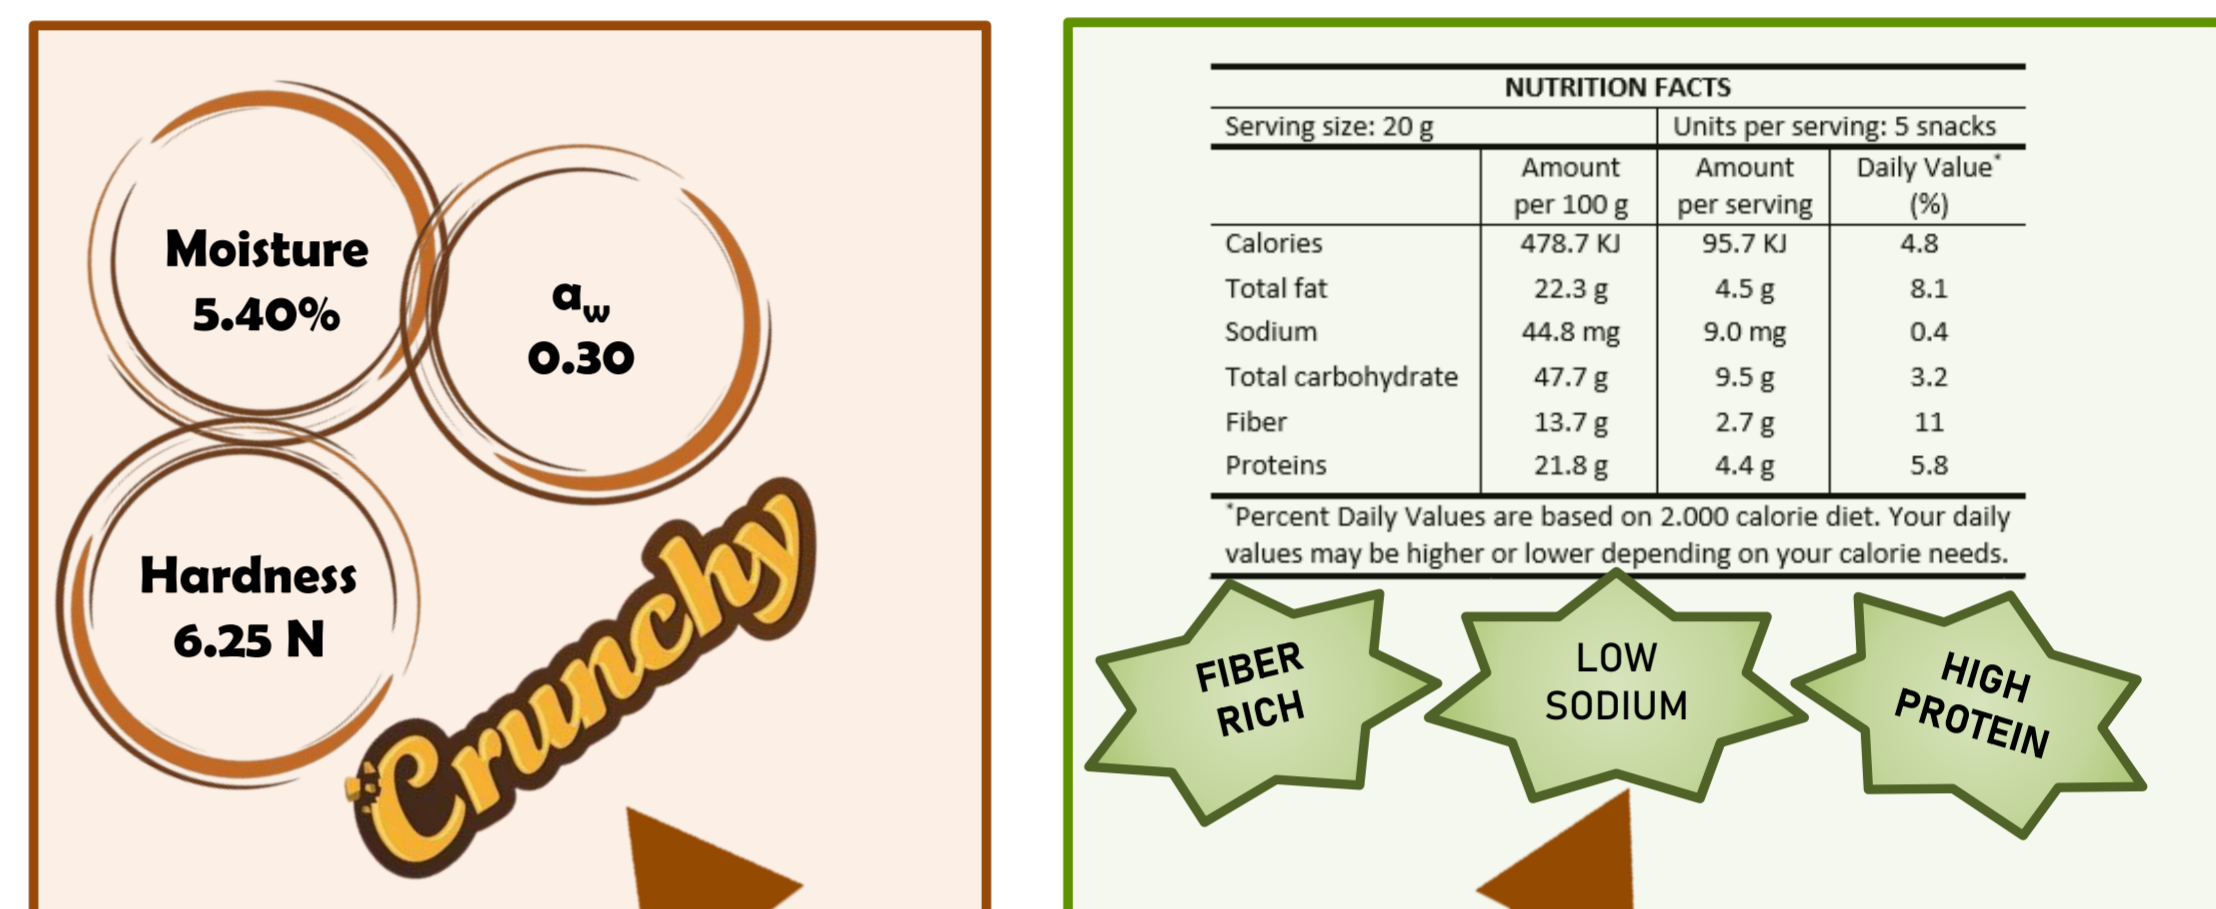 Moisture
5.40%
a_w
0.30
Hardness
6.25 N
Crunchy
NUTRITION FACTS
Serving size: 20 g Units per serving: 5 snacks
Amount per 100 g Amount per serving Daily Value* (%)
Calories 478.7 KJ 95.7 KJ 4.8
Total fat 22.3 g 4.5 g 8.1
Sodium 44.8 mg 9.0 mg 0.4
Total carbohydrate 47.7 g 9.5 g 3.2
Fiber 13.7 g 2.7 g 11
Proteins 21.8 g 4.4 g 5.8
*Percent Daily Values are based on 2.000 calorie diet. Your daily
values may be higher or lower depending on your calorie needs.
FIBER
RICH
LOW
SODIUM
HIGH
PROTEIN